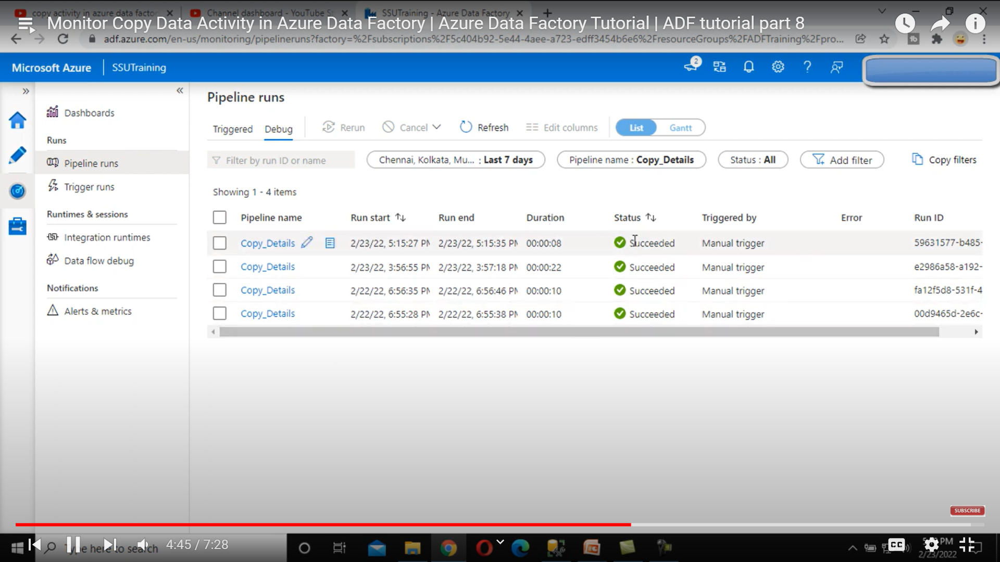 copy activity in azure data factor
Channel dashboard - YouTube St
SSUTraining - Azure Data Factory
Monitor Copy Data Activity in Azure Data Factory | Azure Data Factory Tutorial | ADF tutorial part 8
adf.azure.com/en-us/monitoring/pipelineruns?factory=%2Fsubscriptions%2F5c404b92-5e44-4aee-a723-edff3454b6e6%2FresourceGroups%2FADFTraining%2Fpro...
Microsoft Azure SSUTraining 2
Pipeline runs
Dashboards
Runs
Pipeline runs
Trigger runs
Runtimes & sessions
Integration runtimes
Data flow debug
Notifications
Alerts & metrics
Triggered Debug Rerun Cancel Refresh Edit columns List Gantt
Filter by run ID or name Chennai, Kolkata, Mu... : Last 7 days Pipeline name : Copy_Details Status : All Add filter Copy filters
Showing 1 - 4 items
Pipeline name Run start Run end Duration Status Triggered by Error Run ID
Copy_Details 2/23/22, 5:15:27 PM 2/23/22, 5:15:35 PM 00:00:08 Succeeded Manual trigger 59631577-b485-
Copy_Details 2/23/22, 3:56:55 PM 2/23/22, 3:57:18 PM 00:00:22 Succeeded Manual trigger e2986a58-a192-
Copy_Details 2/22/22, 6:56:35 PM 2/22/22, 6:56:46 PM 00:00:10 Succeeded Manual trigger fa12f5d8-531f-4
Copy_Details 2/22/22, 6:55:28 PM 2/22/22, 6:55:38 PM 00:00:10 Succeeded Manual trigger 00d9465d-2e6c-
SUBSCRIBE
Type here to search
4:45 / 7:28
CC
PM
2/23/2022